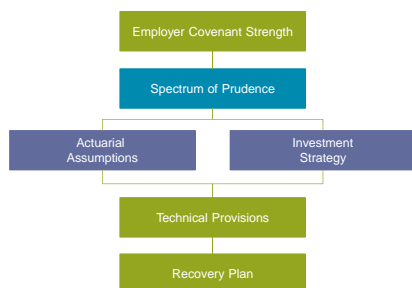 Employer Covenant Strength
Spectrum of Prudence
Actuarial
Assumptions
Investment
Strategy
Technical Provisions
Recovery Plan